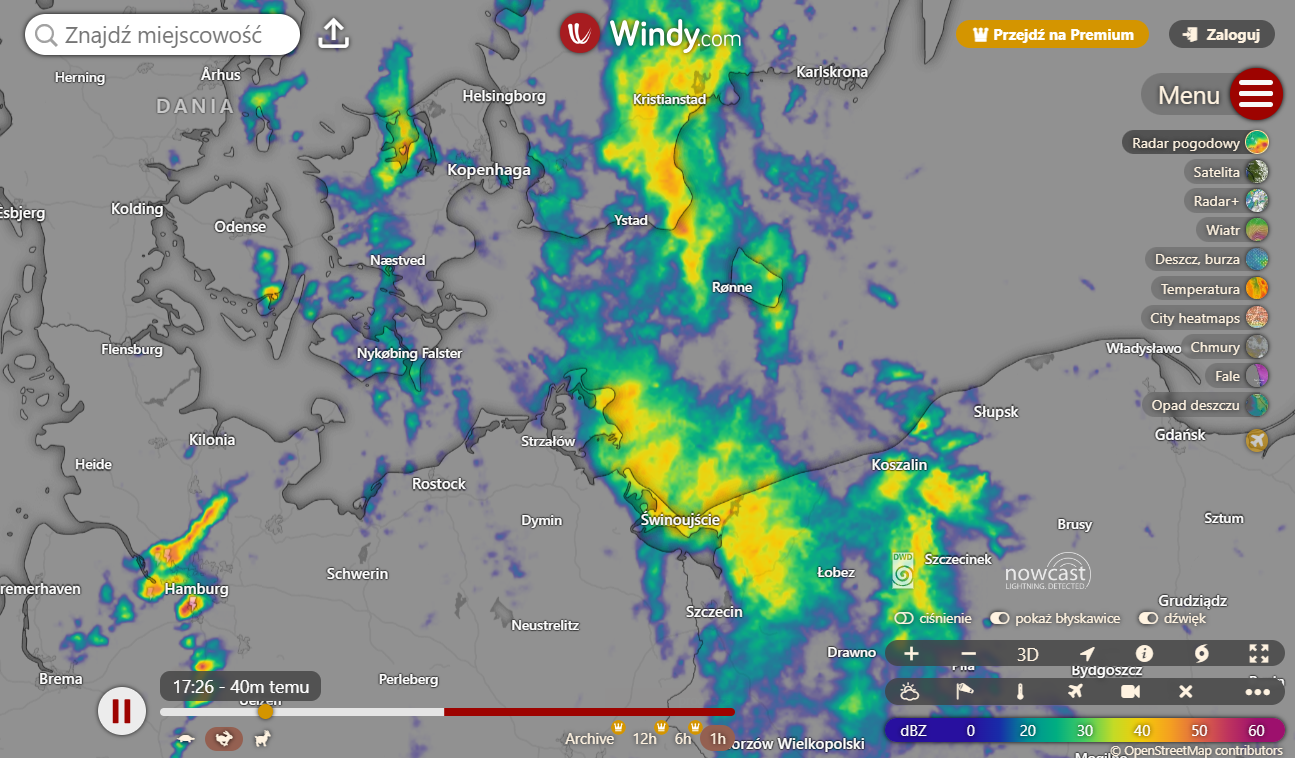 Znajdź miejscowość
Windy.com
Przejdź na Premium
Zaloguj
Herning
Århus
DANIA
Helsingborg
Kristianstad
Karlskrona
Menu
Radar pogodowy
Kopenhaga
Satelita
Esbjerg
Kolding
Odense
Ystad
Radar+
Wiatr
Næstved
Deszcz, burza
Rønne
Temperatura
City heatmaps
Flensburg
Nykøbing Falster
Władysławo
Chmury
Fale
Opad deszczu
Słupsk
Kilonia
Strzałów
Gdańsk
Heide
Rostock
Koszalin
Dymin
Świnoujście
Brusy
Sztum
DWD
Szczecinek
nowcast
LIGHTNING. DETECTED
remerhaven
Hamburg
Schwerin
Łobez
Szczecin
Grudziądz
Neustrelitz
ciśnienie
pokaż błyskawice
dźwięk
Drawno
+
−
3D
Piła
Bydgoszcz
Brema
17:26 - 40m temu
Perleberg
Uelzen
Archive
12h
6h
1h
orzów Wielkopolski
dBZ
0
20
30
40
50
60
© OpenStreetMap contributors